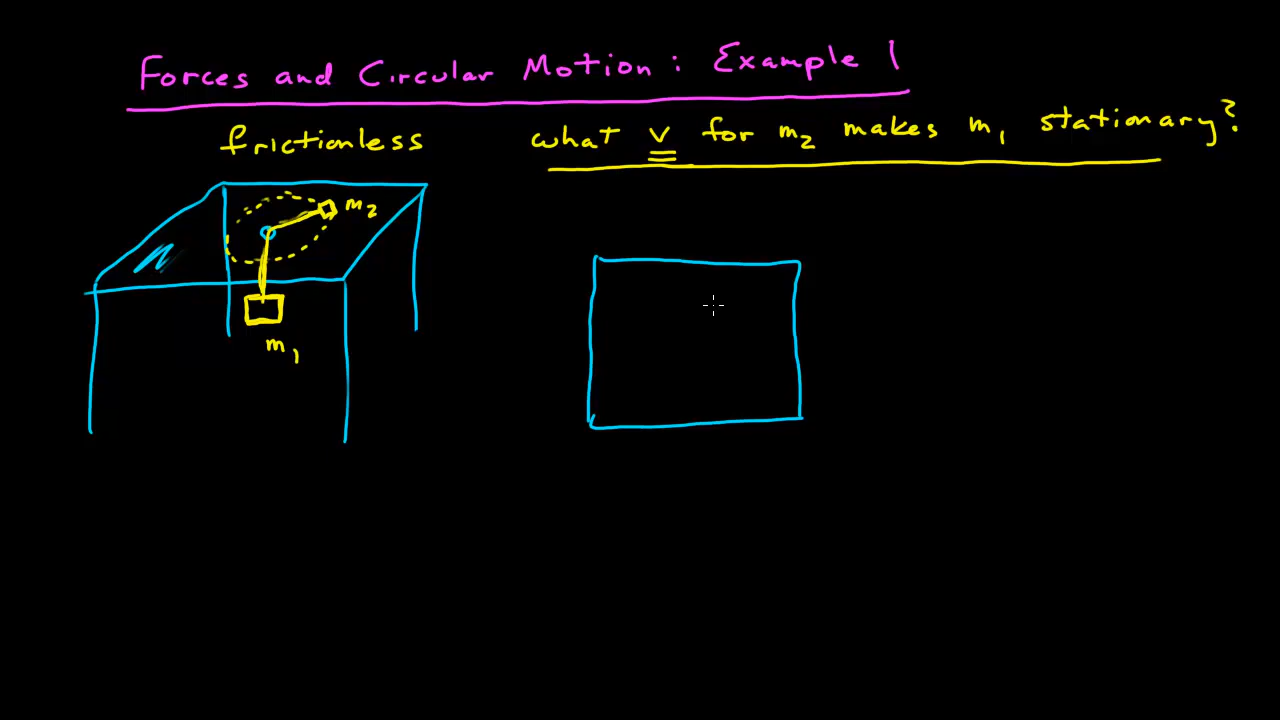 Forces and Circular Motion: Example 1
frictionless
what v for m₂ makes m₁ stationary?
m₂
m₁